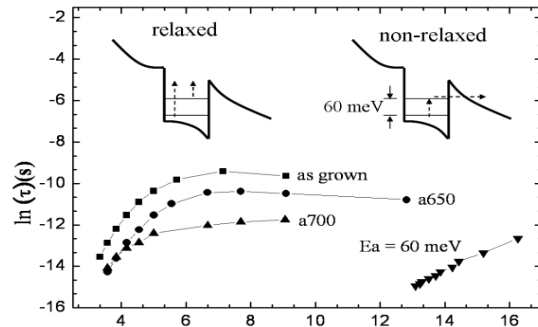 relaxed
non-relaxed
60 meV
as grown
a650
a700
Ea = 60 meV
ln (τ)(s)
-2
-4
-6
-8
-10
-12
-14
-16
4
6
8
10
12
14
16